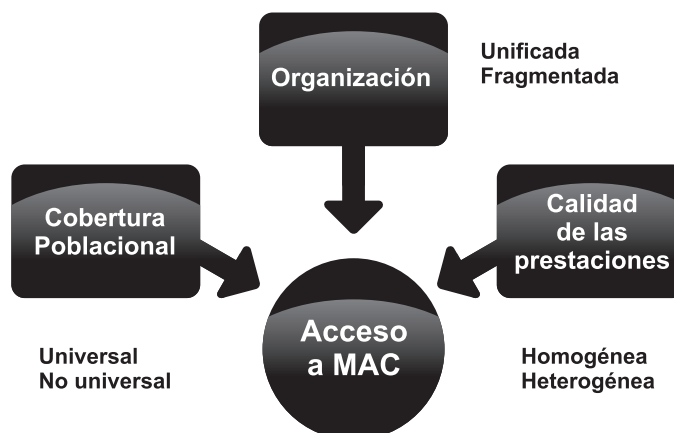 Organización
Unificada
Fragmentada
Cobertura
Poblacional
Calidad
de las
prestaciones
Acceso
a MAC
Universal
No universal
Homogénea
Heterogénea